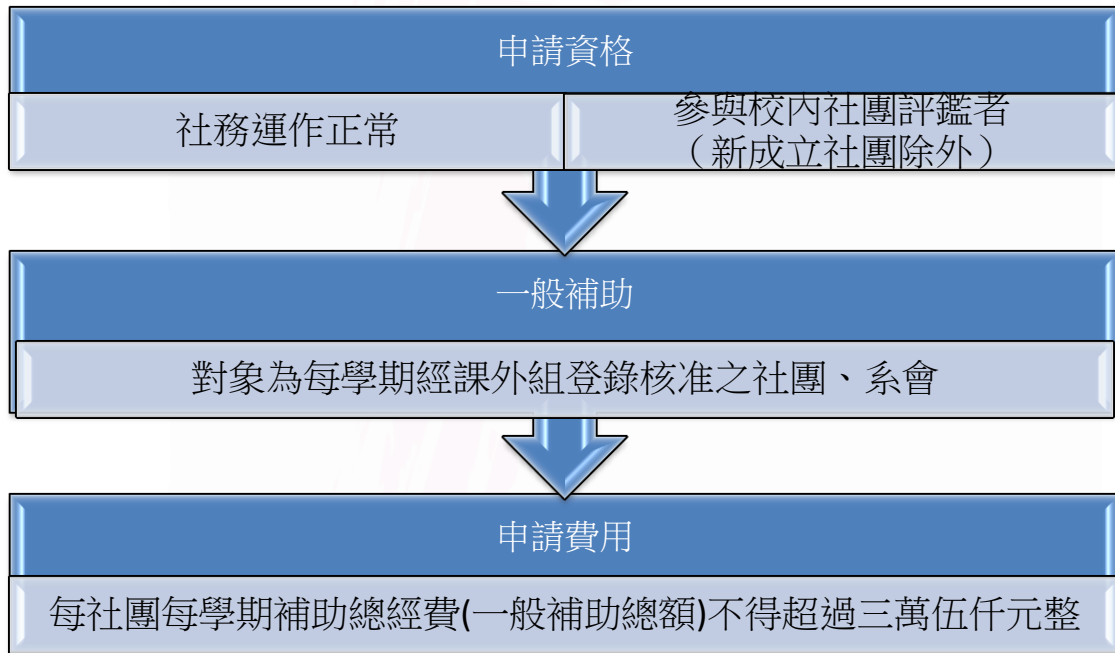 申請資格
社務運作正常
參與校內社團評鑑者
（新成立社團除外）
一般補助
對象為每學期經課外組登錄核准之社團、系會
申請費用
每社團每學期補助總經費(一般補助總額)不得超過三萬伍仟元整